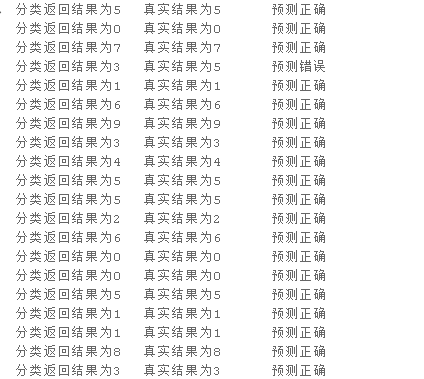 分类返回结果为5 真实结果为5 预测正确
分类返回结果为0 真实结果为0 预测正确
分类返回结果为7 真实结果为7 预测正确
分类返回结果为3 真实结果为5 预测错误
分类返回结果为1 真实结果为1 预测正确
分类返回结果为6 真实结果为6 预测正确
分类返回结果为9 真实结果为9 预测正确
分类返回结果为3 真实结果为3 预测正确
分类返回结果为4 真实结果为4 预测正确
分类返回结果为5 真实结果为5 预测正确
分类返回结果为5 真实结果为5 预测正确
分类返回结果为2 真实结果为2 预测正确
分类返回结果为6 真实结果为6 预测正确
分类返回结果为0 真实结果为0 预测正确
分类返回结果为0 真实结果为0 预测正确
分类返回结果为5 真实结果为5 预测正确
分类返回结果为1 真实结果为1 预测正确
分类返回结果为1 真实结果为1 预测正确
分类返回结果为8 真实结果为8 预测正确
分类返回结果为3 真实结果为3 预测正确